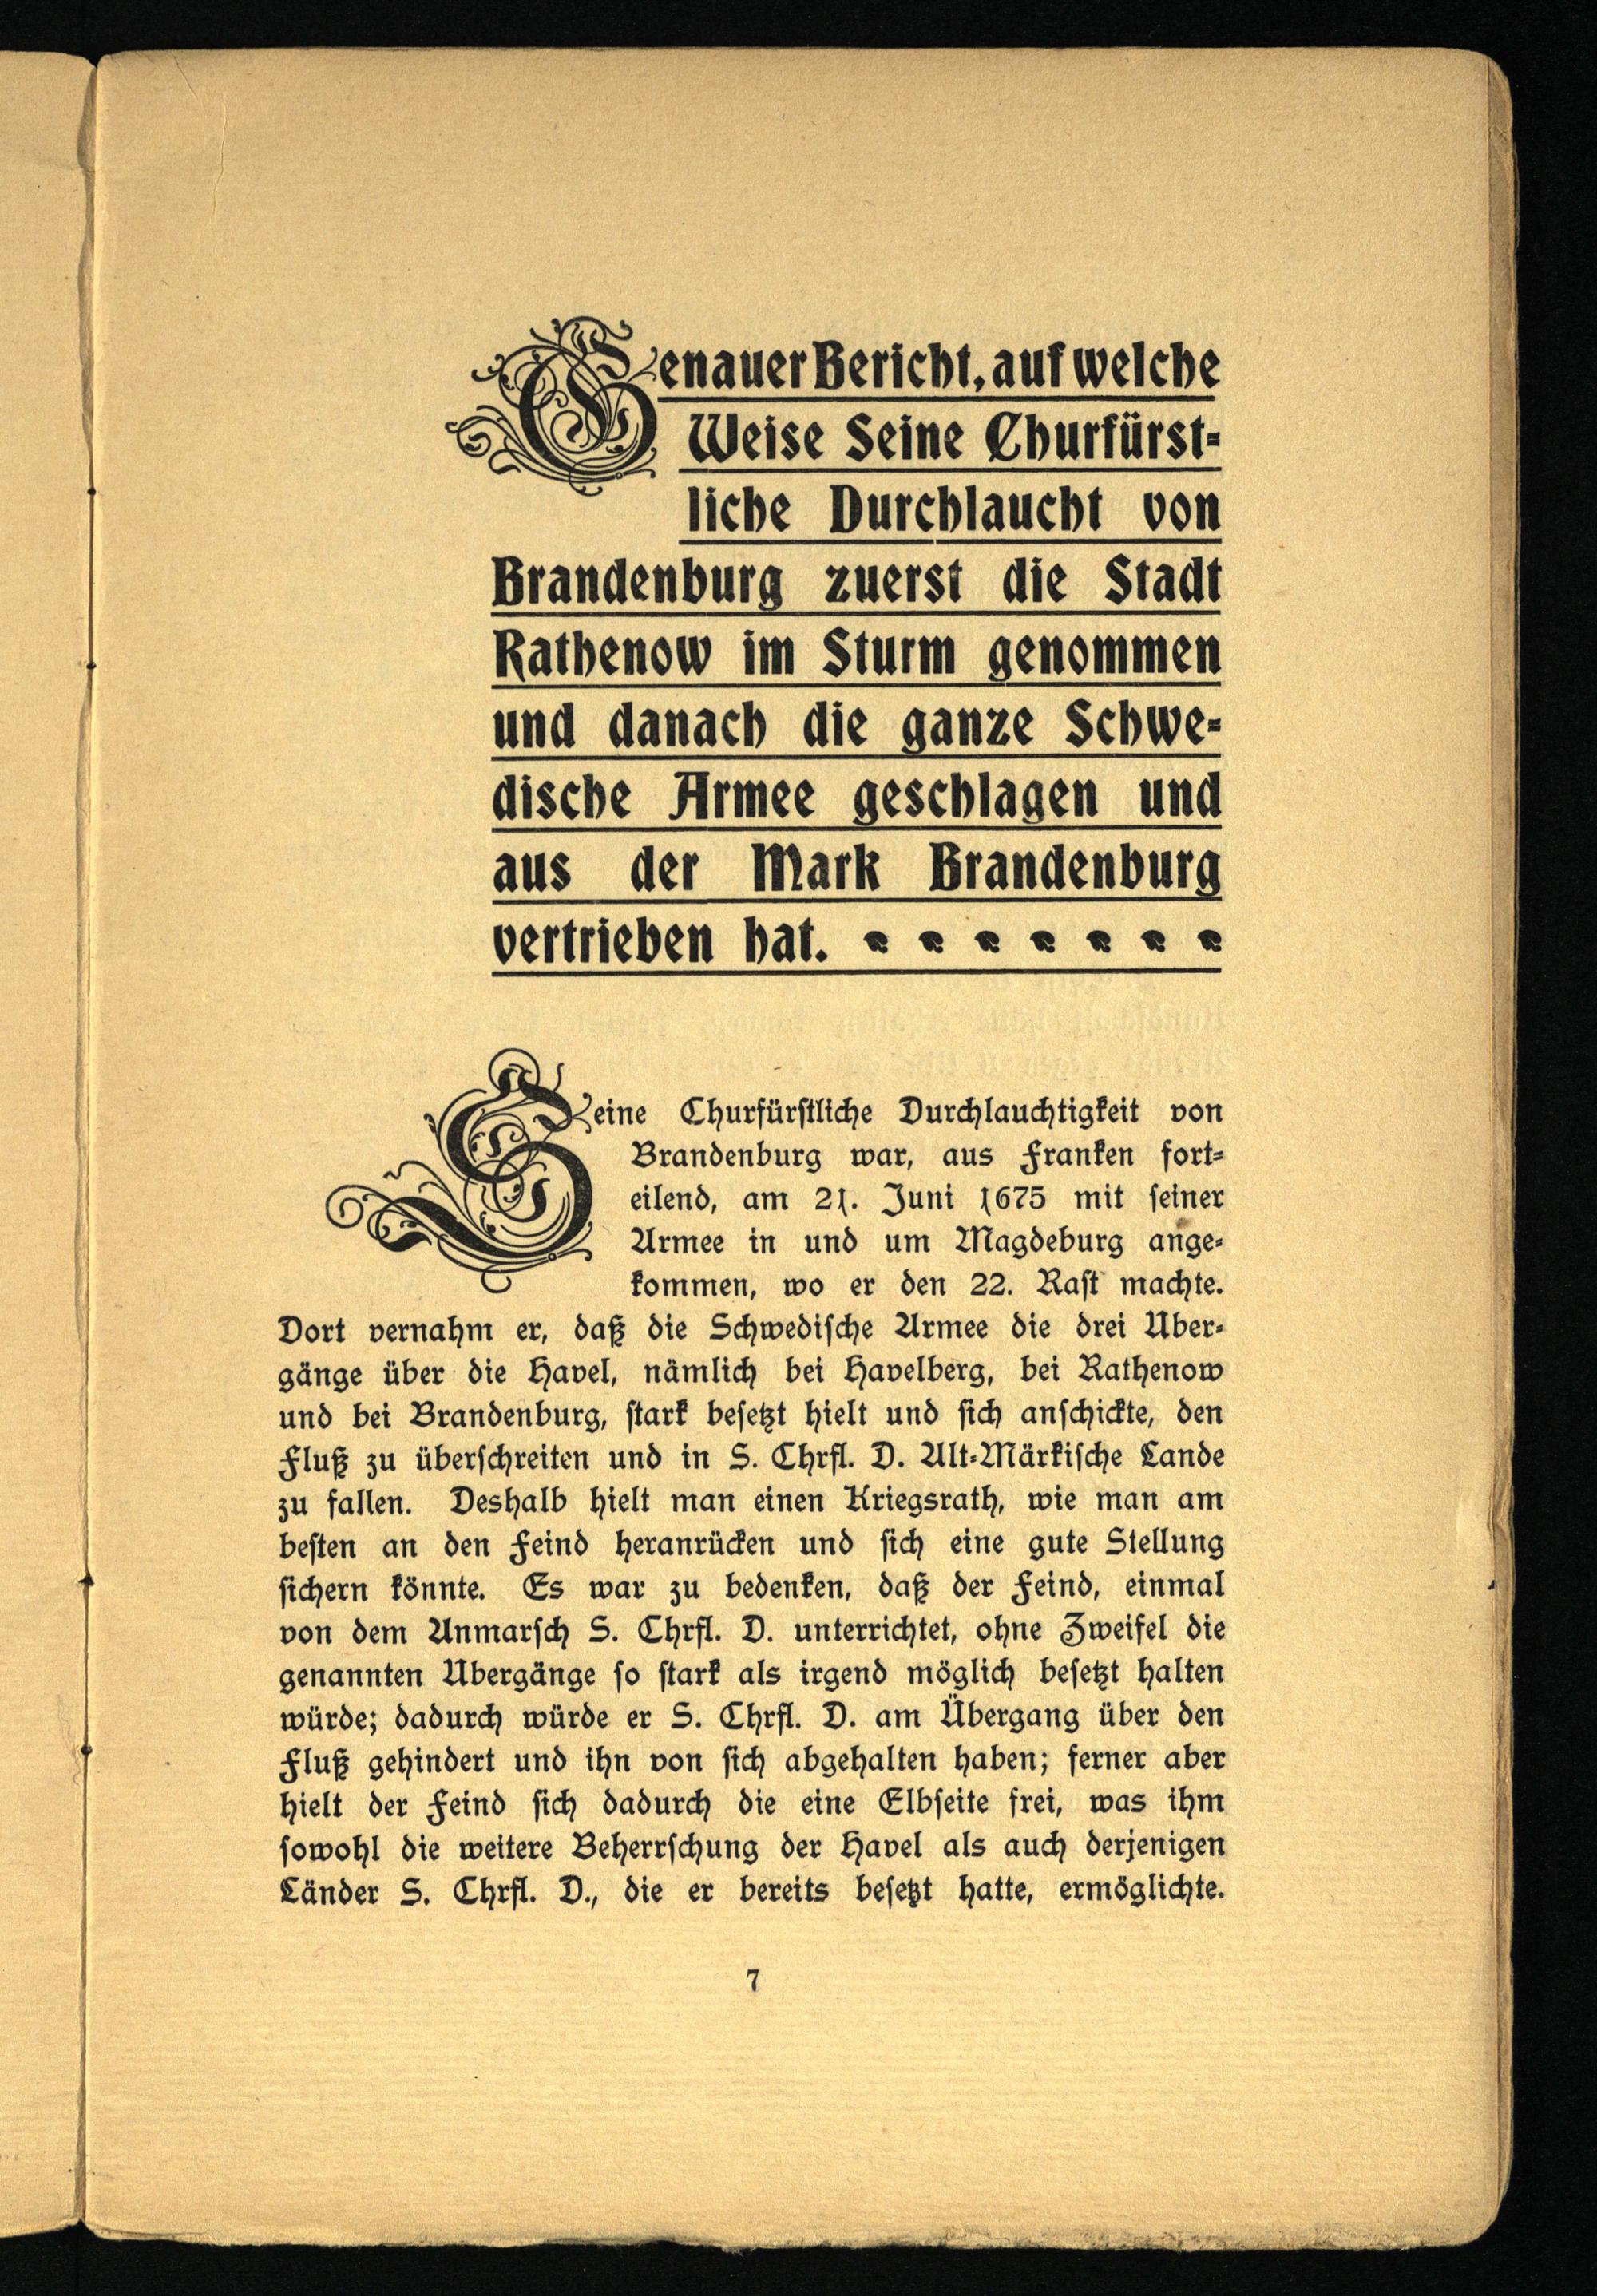 Genauer Bericht, auf welche
Weise Seine Churfürst-
liche Durchlaucht von
Brandenburg zuerst die Stadt
Rathenow im Sturm genommen
und danach die ganze Schwe-
dische Armee geschlagen und
aus der Mark Brandenburg
vertrieben hat.
Seine Churfürstliche Durchlauchtigkeit von
Brandenburg war, aus Franken fort-
eilend, am 21. Juni 1675 mit seiner
Armee in und um Magdeburg ange-
kommen, wo er den 22. Rast machte.
Dort vernahm er, daß die Schwedische Armee die drei Uber-
gänge über die Havel, nämlich bei Havelberg, bei Rathenow
und bei Brandenburg, stark besetzt hielt und sich anschickte, den
Fluß zu überschreiten und in S. Chrfl. D. Alt-Märkische Lande
zu fallen. Deshalb hielt man einen Kriegsrath, wie man am
besten an den Feind heranrücken und sich eine gute Stellung
sichern könnte. Es war zu bedenken, daß der Feind, einmal
von dem Anmarsch S. Chrfl. D. unterrichtet, ohne Zweifel die
genannten Ubergänge so stark als irgend möglich besetzt halten
würde; dadurch würde er S. Chrfl. D. am Übergang über den
Fluß gehindert und ihn von sich abgehalten haben; ferner aber
hielt der Feind sich dadurch die eine Elbseite frei, was ihm
sowohl die weitere Beherrschung der Havel als auch derjenigen
Länder S. Chrfl. D., die er bereits besetzt hatte, ermöglichte.
7